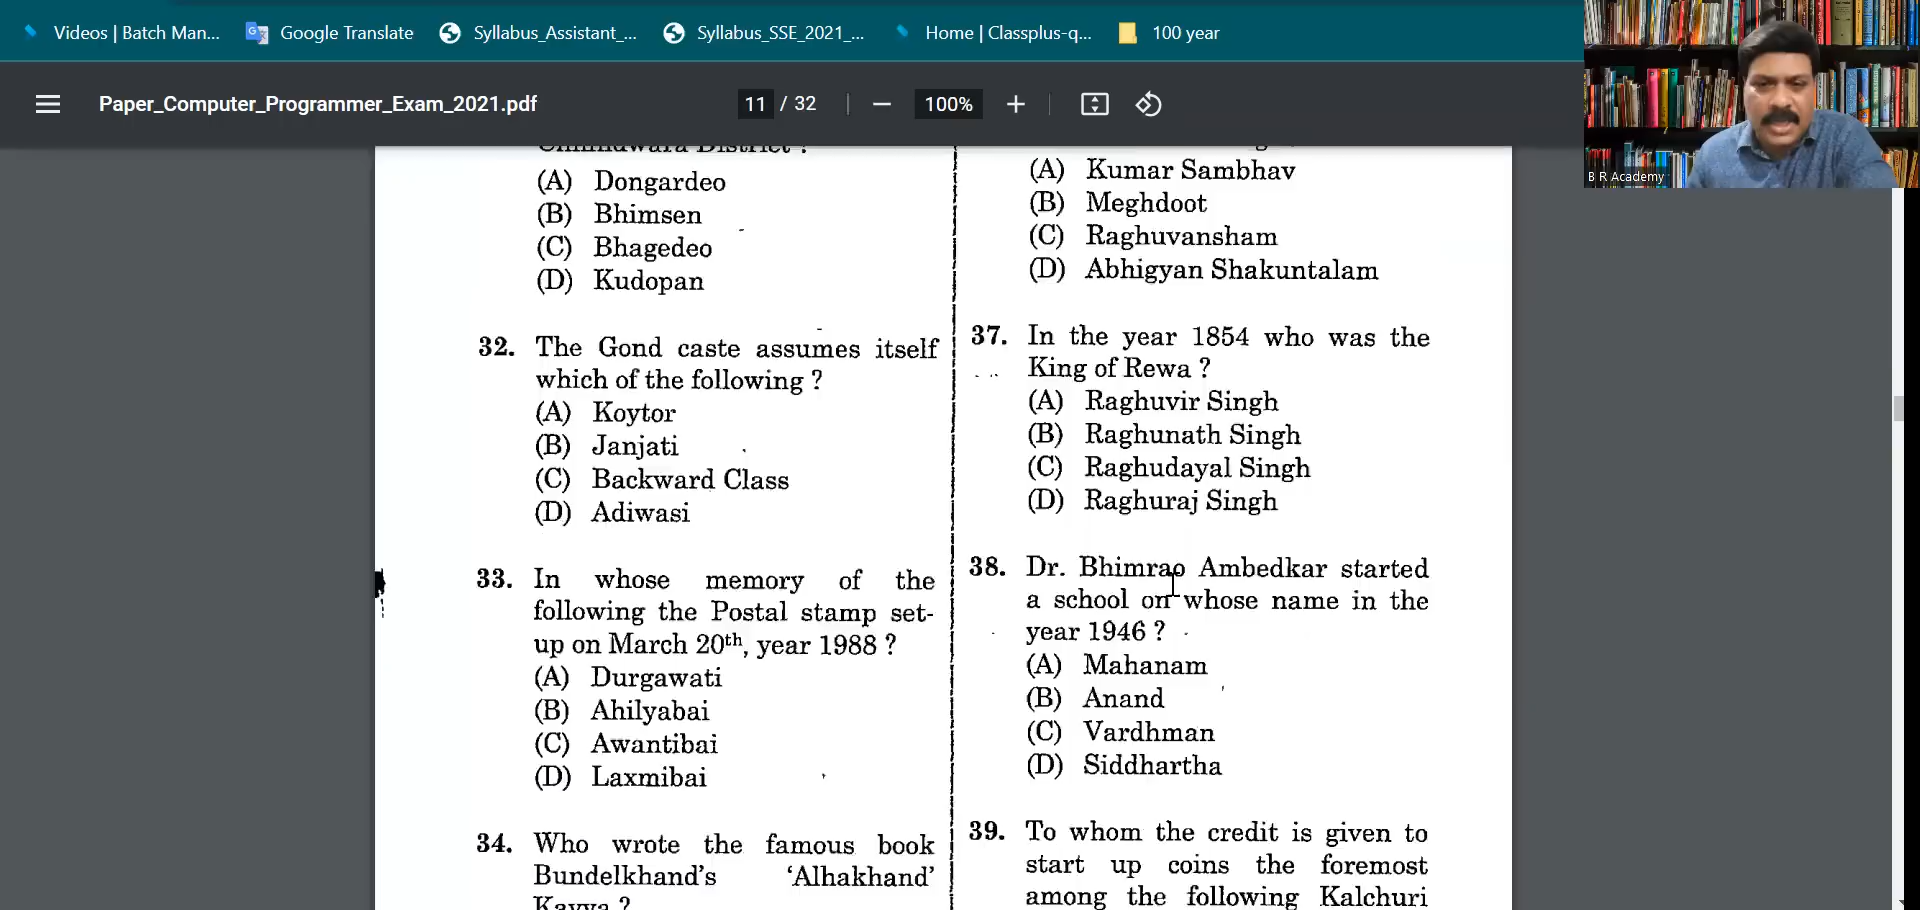 Videos | Batch Man...
Google Translate
Syllabus_Assistant_...
Syllabus_SSE_2021_...
Home | Classplus-q...
100 year
Paper_Computer_Programmer_Exam_2021.pdf
11 / 32
100%
B R Academy
Chhindwara District ?
(A) Dongardeo
(B) Bhimsen
(C) Bhagedeo
(D) Kudopan
32. The Gond caste assumes itself
which of the following ?
(A) Koytor
(B) Janjati
(C) Backward Class
(D) Adiwasi
33. In whose memory of the
following the Postal stamp set-
up on March 20th, year 1988 ?
(A) Durgawati
(B) Ahilyabai
(C) Awantibai
(D) Laxmibai
34. Who wrote the famous book
Bundelkhand's 'Alhakhand'
Kavya ?
(A) Kumar Sambhav
(B) Meghdoot
(C) Raghuvansham
(D) Abhigyan Shakuntalam
37. In the year 1854 who was the
King of Rewa ?
(A) Raghuvir Singh
(B) Raghunath Singh
(C) Raghudayal Singh
(D) Raghuraj Singh
38. Dr. Bhimrao Ambedkar started
a school on whose name in the
year 1946 ?
(A) Mahanam
(B) Anand
(C) Vardhman
(D) Siddhartha
39. To whom the credit is given to
start up coins the foremost
among the following Kalchuri